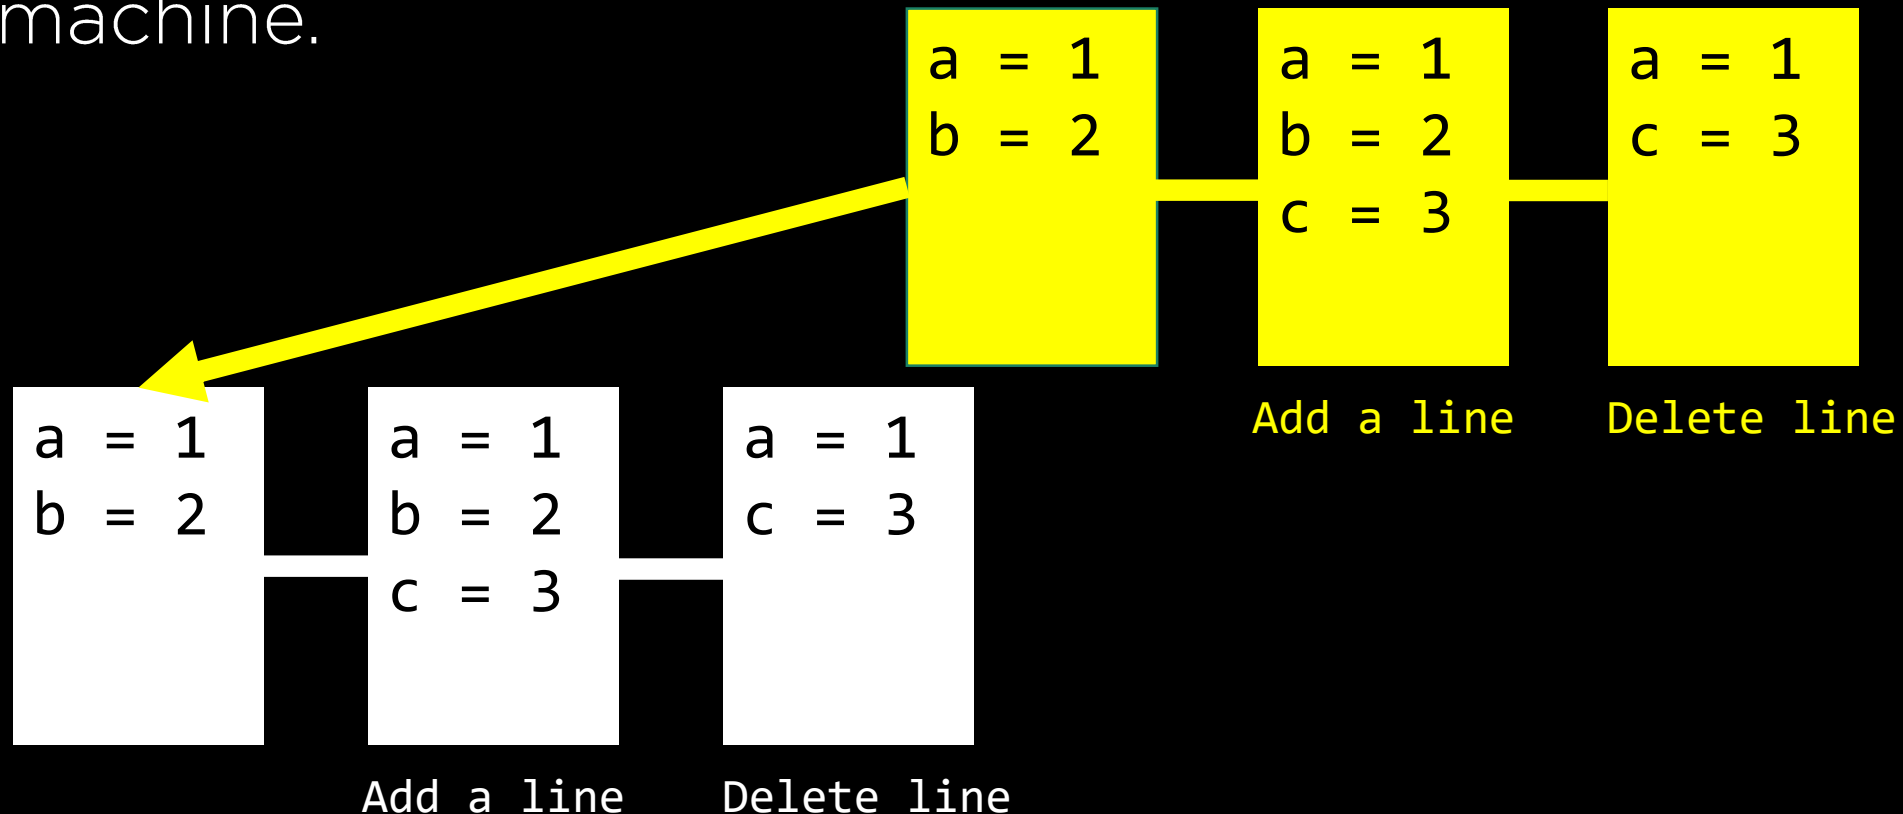 machine.
a = 1
b = 2
a = 1
b = 2
c = 3
a = 1
c = 3
Add a line
Delete line
a = 1
b = 2
a = 1
b = 2
c = 3
a = 1
c = 3
Add a line
Delete line